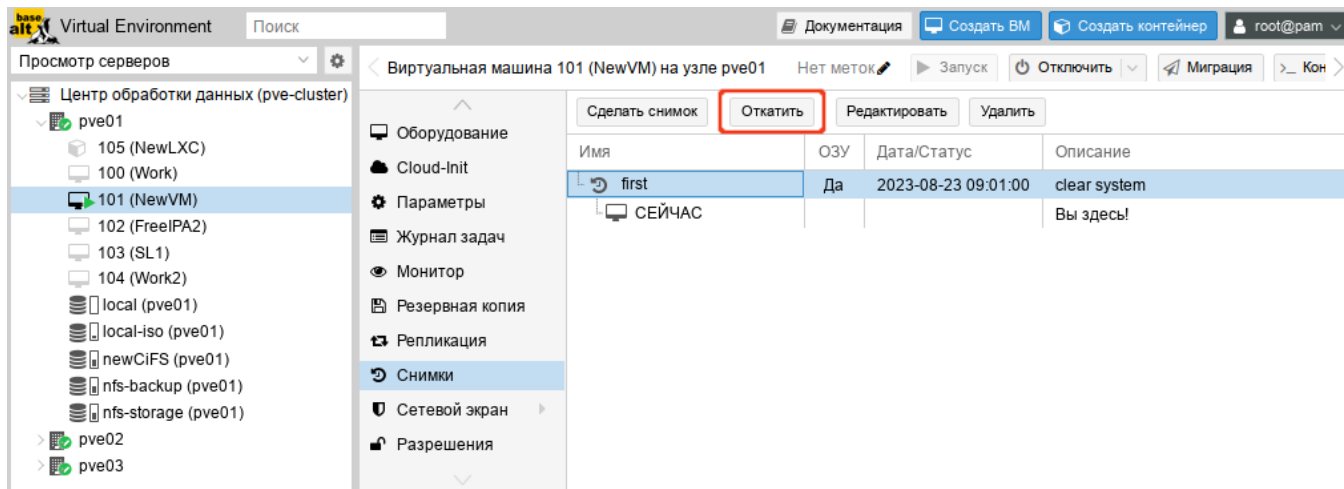 base alt Virtual Environment Поиск Документация Создать ВМ Создать контейнер root@pam
Просмотр серверов
Виртуальная машина 101 (NewVM) на узле pve01 Нет меток Запуск Отключить Миграция >_ Кон
Центр обработки данных (pve-cluster)
pve01
105 (NewLXC)
100 (Work)
101 (NewVM)
102 (FreeIPA2)
103 (SL1)
104 (Work2)
local (pve01)
local-iso (pve01)
newCiFS (pve01)
nfs-backup (pve01)
nfs-storage (pve01)
pve02
pve03
Оборудование
Cloud-Init
Параметры
Журнал задач
Монитор
Резервная копия
Репликация
Снимки
Сетевой экран
Разрешения
Сделать снимок Откатить Редактировать Удалить
Имя ОЗУ Дата/Статус Описание
first Да 2023-08-23 09:01:00 clear system
СЕЙЧАС Вы здесь!